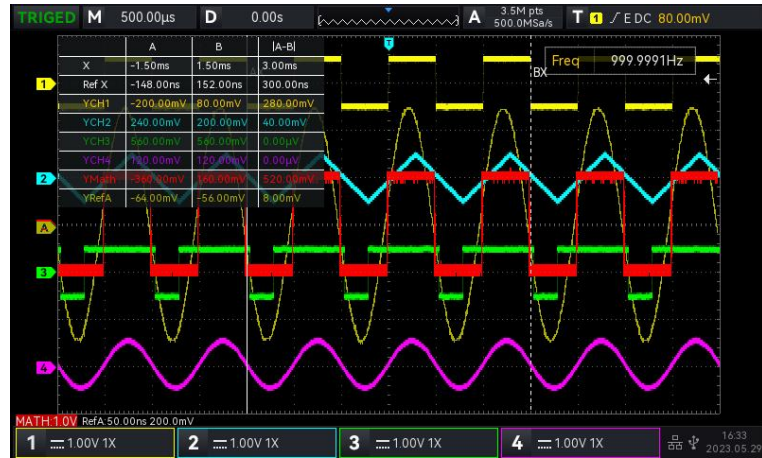 TRIGED M 500.00μs D 0.00s A 3.5M pts 500.0MSa/s T 1 E DC 80.00mV
T
A B |A-B|
X -1.50ms 1.50ms 3.00ms
Ref X -148.00ns 152.00ns 300.00ns
YCH1 -200.00mV 80.00mV 280.00mV
YCH2 240.00mV 200.00mV 40.00mV
YCH3 560.00mV 560.00mV 0.00μV
YCH4 120.00mV 120.00mV 0.00μV
YMath -360.00mV 160.00mV 520.00mV
YRefA -64.00mV -56.00mV 8.00mV
Freq 999.9991Hz
BX
1
2
A
3
4
MATH:1.0V RefA:50.00ns 200.0mV
1 1.00V 1X 2 1.00V 1X 3 1.00V 1X 4 1.00V 1X
16:33
2023.05.29